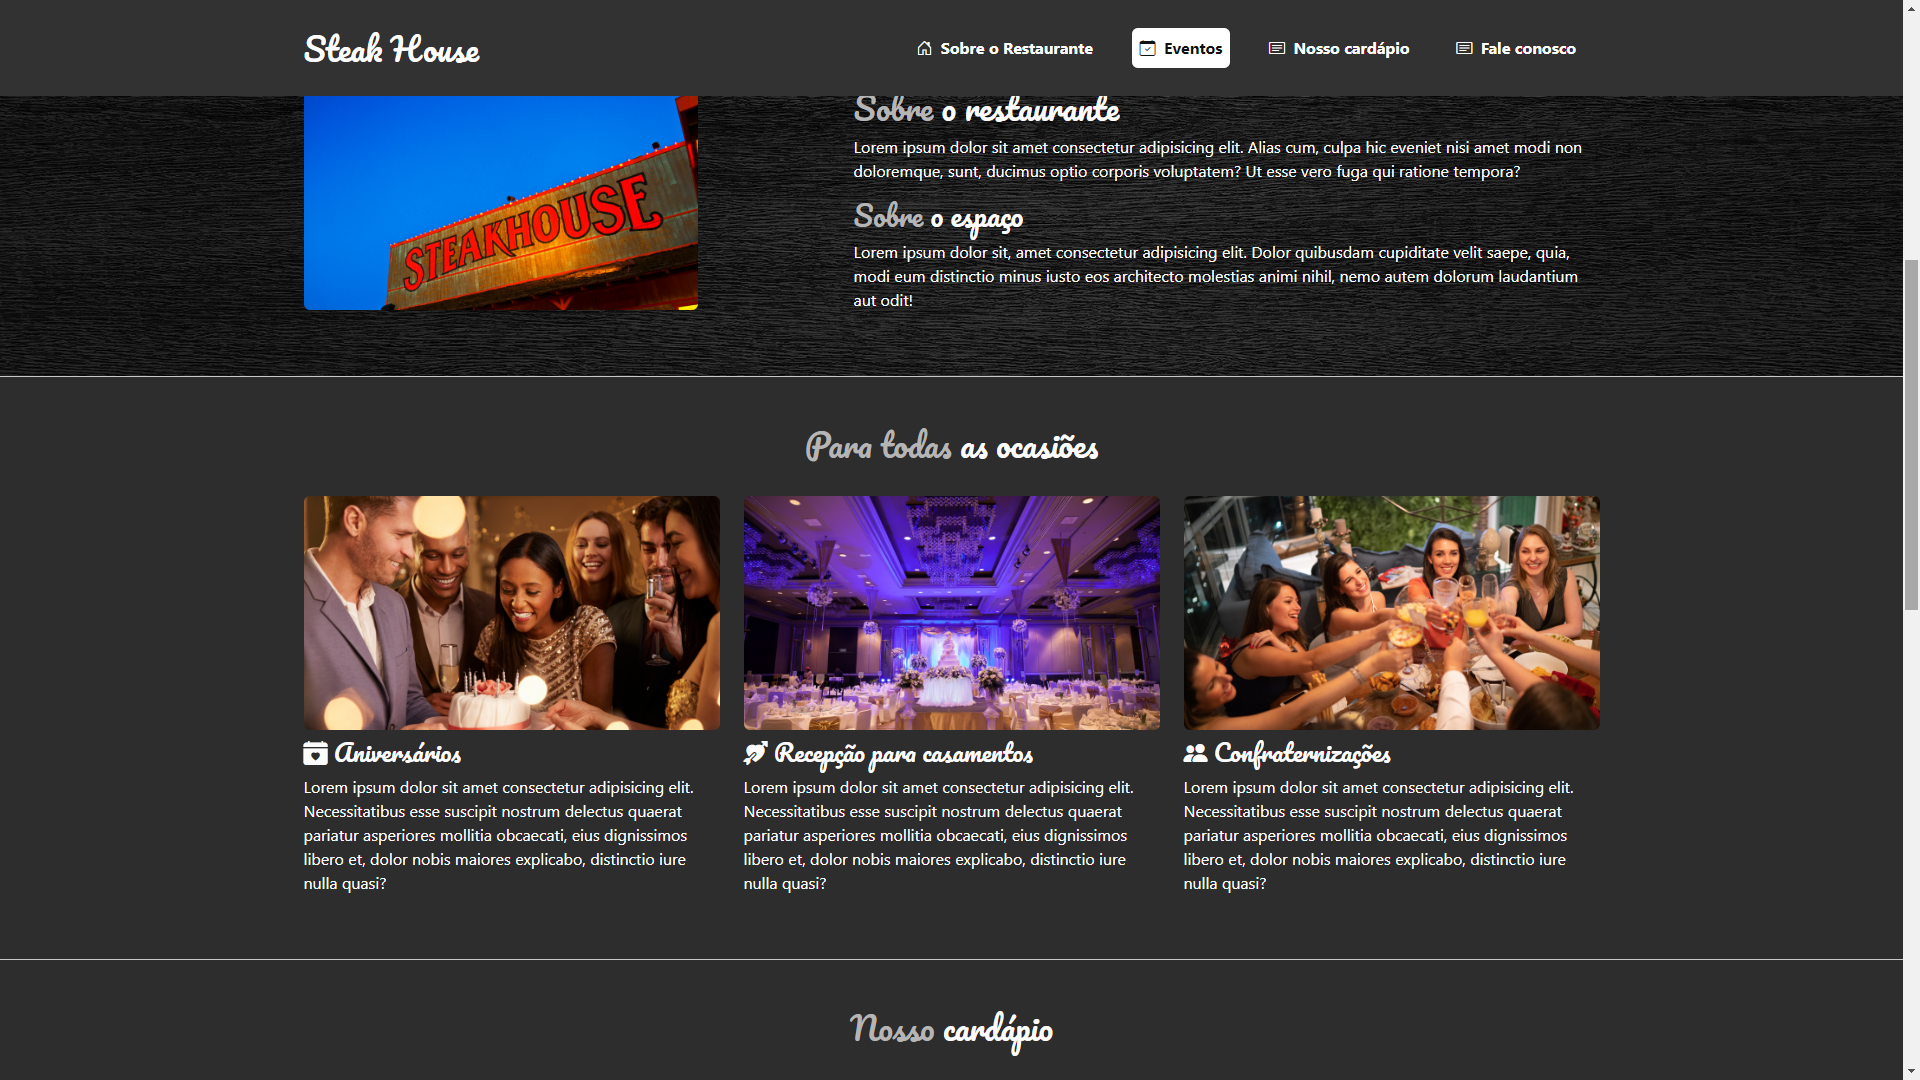 Steak House
Sobre o Restaurante
Eventos
Nosso cardápio
Fale conosco
STEAKHOUSE
Sobre o restaurante
Lorem ipsum dolor sit amet consectetur adipisicing elit. Alias cum, culpa hic eveniet nisi amet modi non
doloremque, sunt, ducimus optio corporis voluptatem? Ut esse vero fuga qui ratione tempora?
Sobre o espaço
Lorem ipsum dolor sit, amet consectetur adipisicing elit. Dolor quibusdam cupiditate velit saepe, quia,
modi eum distinctio minus iusto eos architecto molestias animi nihil, nemo autem dolorum laudantium
aut odit!
Para todas as ocasiões
Aniversários
Lorem ipsum dolor sit amet consectetur adipisicing elit.
Necessitatibus esse suscipit nostrum delectus quaerat
pariatur asperiores mollitia obcaecati, eius dignissimos
libero et, dolor nobis maiores explicabo, distinctio iure
nulla quasi?
Recepção para casamentos
Lorem ipsum dolor sit amet consectetur adipisicing elit.
Necessitatibus esse suscipit nostrum delectus quaerat
pariatur asperiores mollitia obcaecati, eius dignissimos
libero et, dolor nobis maiores explicabo, distinctio iure
nulla quasi?
Confraternizações
Lorem ipsum dolor sit amet consectetur adipisicing elit.
Necessitatibus esse suscipit nostrum delectus quaerat
pariatur asperiores mollitia obcaecati, eius dignissimos
libero et, dolor nobis maiores explicabo, distinctio iure
nulla quasi?
Nosso cardápio